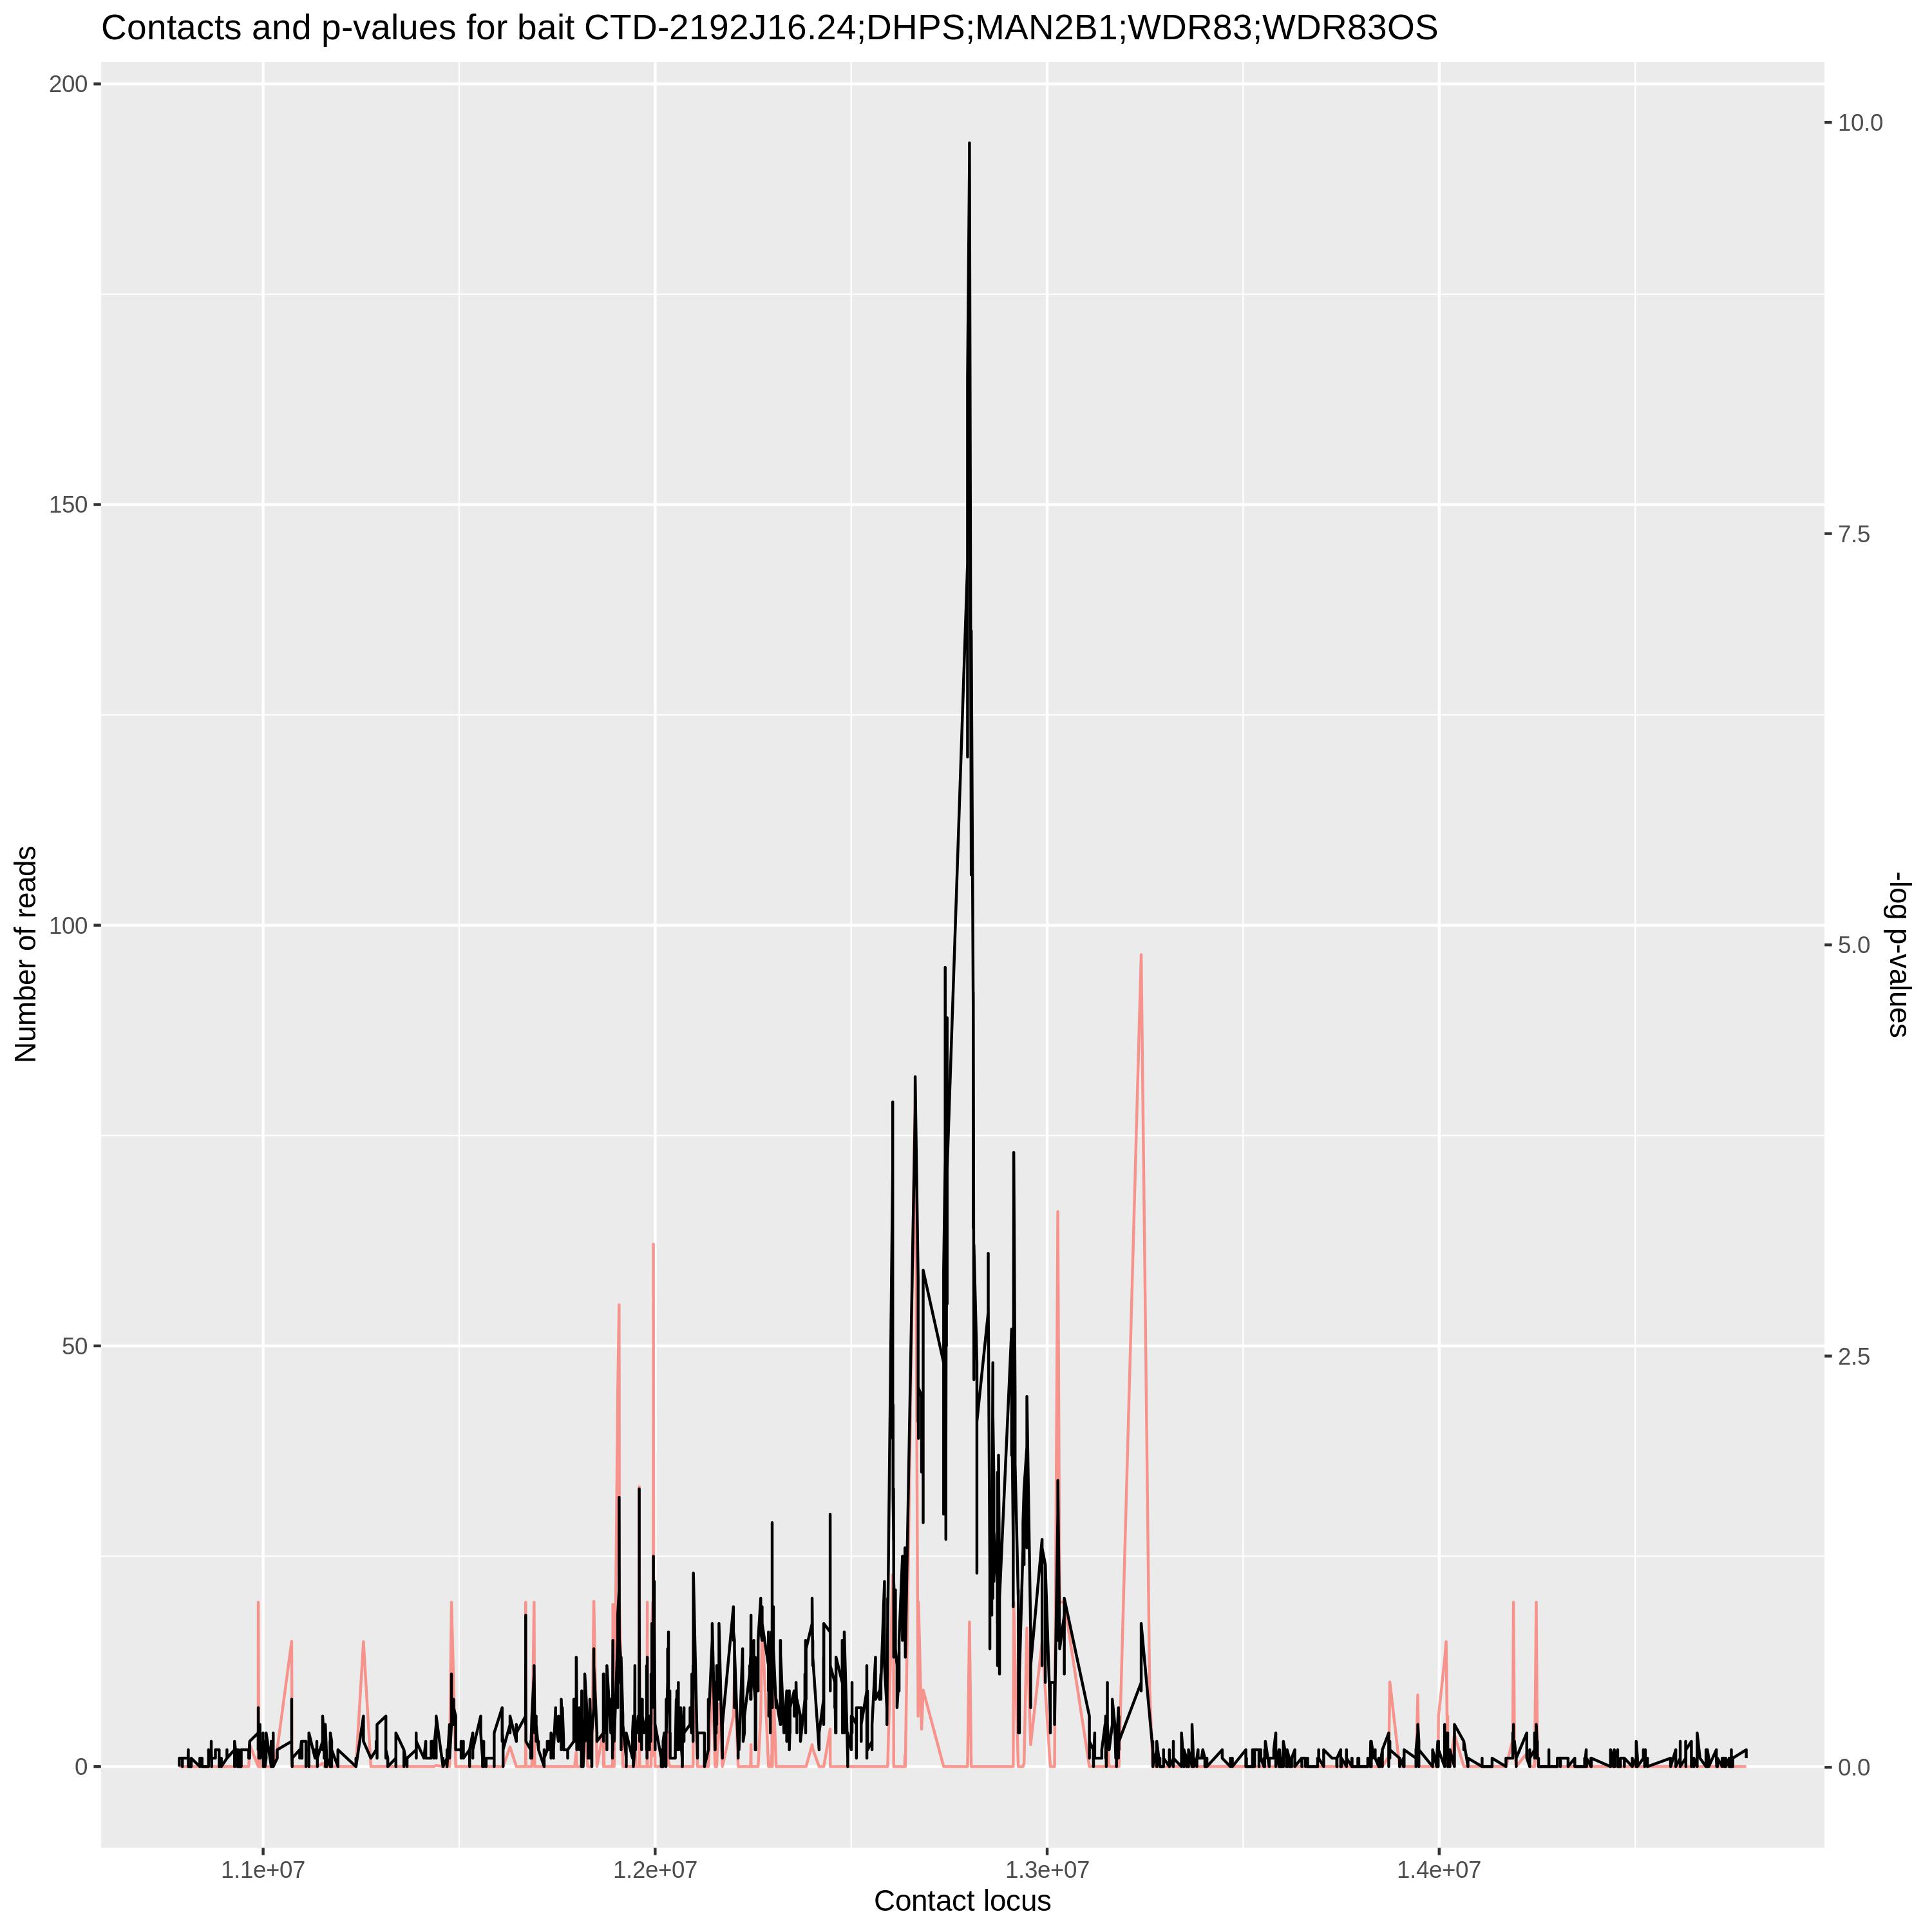 Contacts and p-values for bait CTD-2192J16.24;DHPS;MAN2B1;WDR83;WDR83OS
200
150
100
50
0
Number of reads
10.0
7.5
5.0
2.5
0.0
-log p-values
1.1e+07
1.2e+07
1.3e+07
1.4e+07
Contact locus